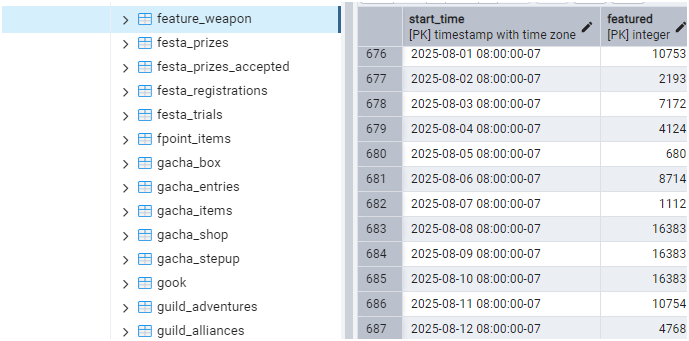 feature_weapon
festa_prizes
festa_prizes_accepted
festa_registrations
festa_trials
fpoint_items
gacha_box
gacha_entries
gacha_items
gacha_shop
gacha_stepup
gook
guild_adventures
guild_alliances
start_time featured
[PK] timestamp with time zone [PK] integer
676 2025-08-01 08:00:00-07 10753
677 2025-08-02 08:00:00-07 2193
678 2025-08-03 08:00:00-07 7172
679 2025-08-04 08:00:00-07 4124
680 2025-08-05 08:00:00-07 680
681 2025-08-06 08:00:00-07 8714
682 2025-08-07 08:00:00-07 1112
683 2025-08-08 08:00:00-07 16383
684 2025-08-09 08:00:00-07 16383
685 2025-08-10 08:00:00-07 16383
686 2025-08-11 08:00:00-07 10754
687 2025-08-12 08:00:00-07 4768